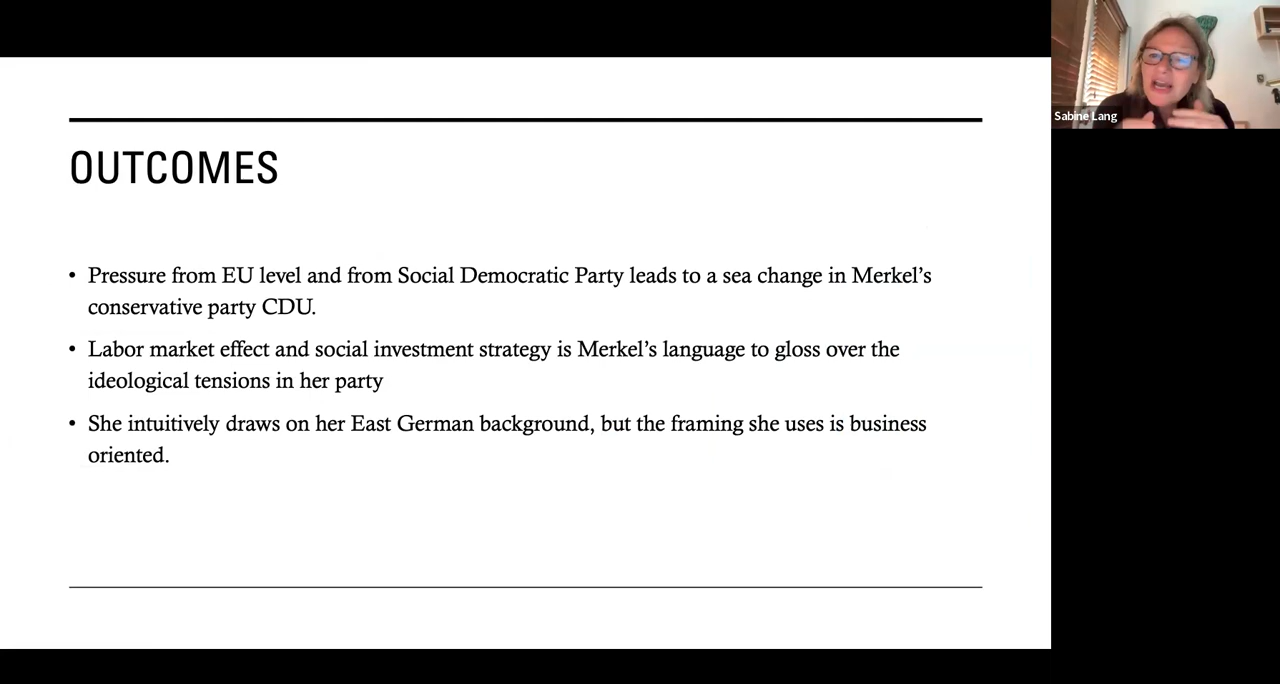 OUTCOMES
• Pressure from EU level and from Social Democratic Party leads to a sea change in Merkel’s
conservative party CDU.
• Labor market effect and social investment strategy is Merkel’s language to gloss over the
ideological tensions in her party
• She intuitively draws on her East German background, but the framing she uses is business
oriented.
Sabine Lang